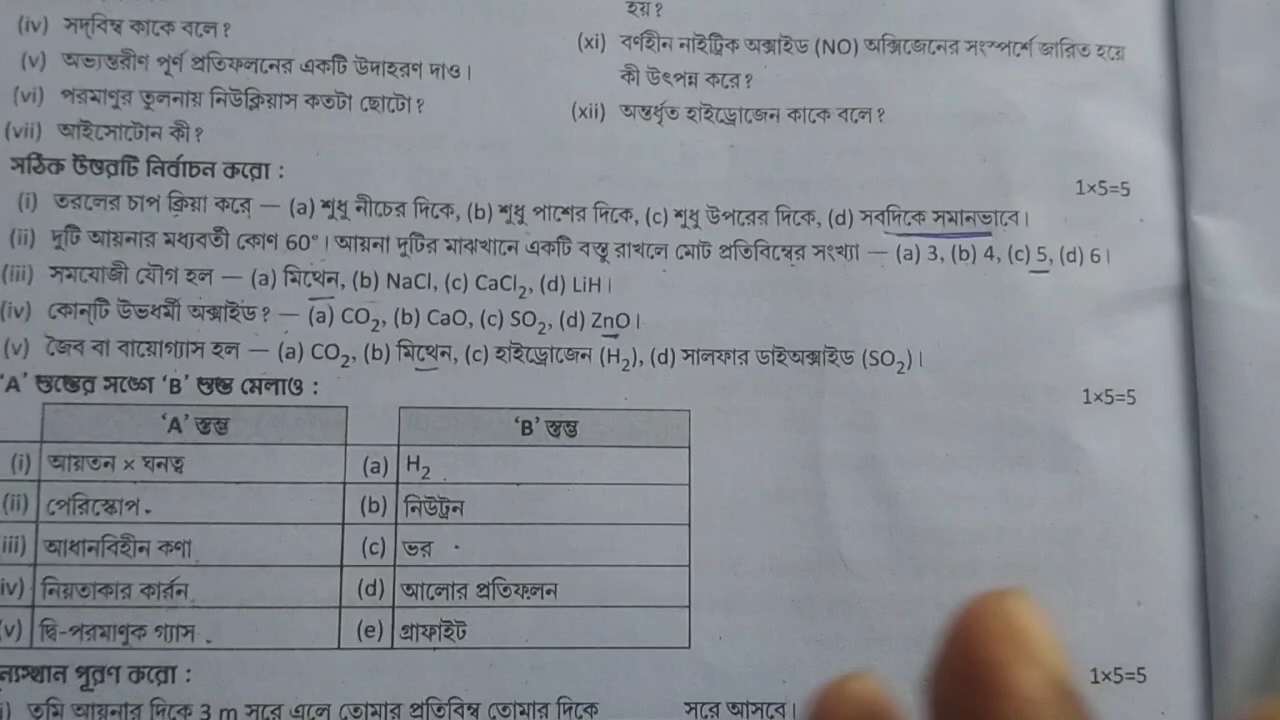 (iv) সদ্‌বিম্ব কাকে বলে?
(v) অভ্যন্তরীণ পূর্ণ প্রতিফলনের একটি উদাহরণ দাও।
(vi) পরমাণুর তুলনায় নিউক্লিয়াস কতটা ছোটো?
(vii) আইসোটোন কী?
হয়?
(xi) বর্ণহীন নাইট্রিক অক্সাইড (NO) অক্সিজেনের সংস্পর্শে জারিত হয়ে
কী উৎপন্ন করে?
(xii) অন্তর্ধৃত হাইড্রোজেন কাকে বলে?
সঠিক উত্তরটি নির্বাচন করো :
1×5=5
(i) তরলের চাপ ক্রিয়া করে — (a) শুধু নীচের দিকে, (b) শুধু পাশের দিকে, (c) শুধু উপরের দিকে, (d) সবদিকে সমানভাবে।
(ii) দুটি আয়নার মধ্যবর্তী কোণ 60°। আয়না দুটির মাঝখানে একটি বস্তু রাখলে মোট প্রতিবিম্বের সংখ্যা — (a) 3, (b) 4, (c) 5, (d) 6।
(iii) সমযোজী যৌগ হল — (a) মিথেন, (b) NaCl, (c) CaCl₂, (d) LiH।
(iv) কোন্‌টি উভধর্মী অক্সাইড? — (a) CO₂, (b) CaO, (c) SO₂, (d) ZnO।
(v) জৈব বা বায়োগ্যাস হল — (a) CO₂, (b) মিথেন, (c) হাইড্রোজেন (H₂), (d) সালফার ডাইঅক্সাইড (SO₂)।
'A' স্তম্ভের সঙ্গে 'B' স্তম্ভ মেলাও :
1×5=5
'A' স্তম্ভ 'B' স্তম্ভ
(i) আয়তন × ঘনত্ব (a) H₂
(ii) পেরিস্কোপ (b) নিউট্রন
iii) আধানবিহীন কণা (c) ভর
iv) নিয়তাকার কার্বন (d) আলোর প্রতিফলন
v) দ্বি-পরমাণুক গ্যাস (e) গ্রাফাইট
ন্যস্থান পূরণ করো :
1×5=5
i) তুমি আয়নার দিকে 3 m সরে এলে তোমার প্রতিবিম্ব তোমার দিকে সরে আসবে।